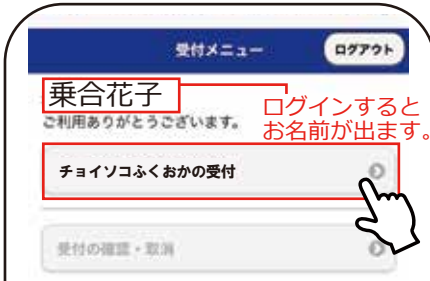 受付メニュー
ログアウト
乗合花子
ログインすると
お名前が出ます。
ご利用ありがとうございます。
チョイソコふくおかの受付
受付の確認・取消